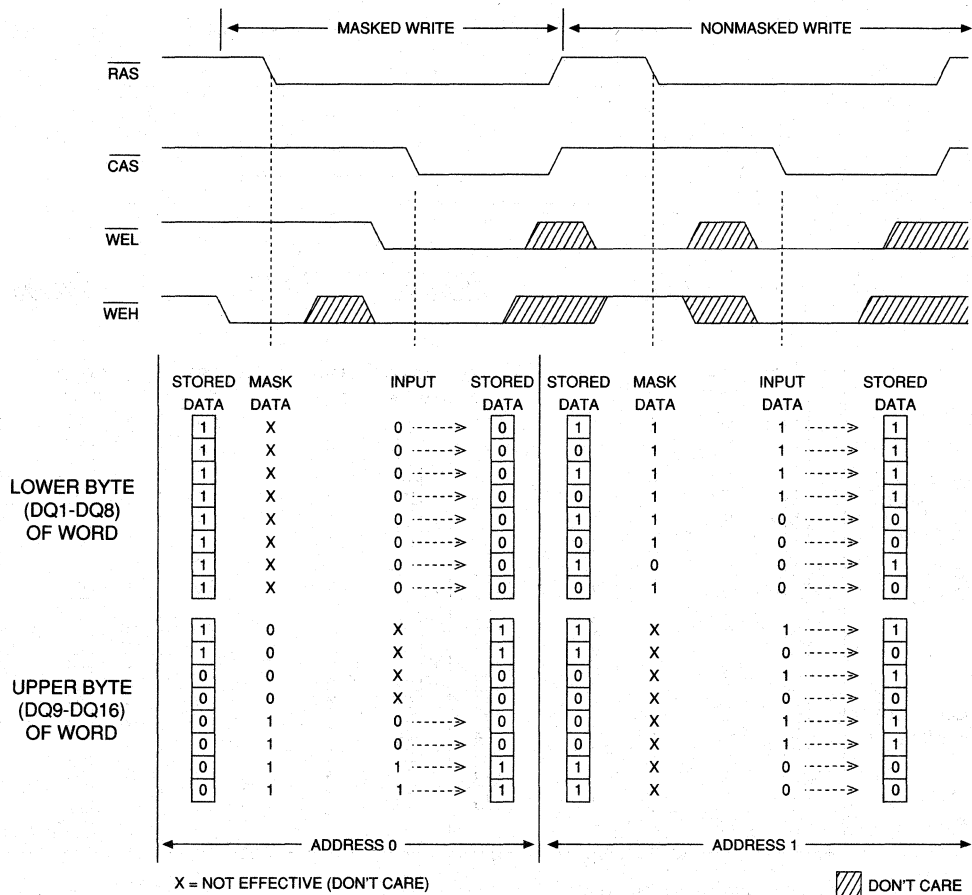 MASKED WRITE NONMASKED WRITE
RAS
CAS
WEL
WEH
STORED MASK INPUT STORED STORED MASK INPUT STORED
DATA DATA DATA DATA DATA DATA DATA
1 X 0 0 1 1 1 1
1 X 0 0 0 1 1 1
1 X 0 0 1 1 1 1
1 X 0 0 0 1 1 1
1 X 0 0 1 1 0 0
1 X 0 0 0 1 0 0
1 X 0 0 1 0 0 1
1 X 0 0 0 1 0 0
LOWER BYTE
(DQ1-DQ8)
OF WORD
1 0 X 1 1 X 1 1
1 0 X 1 1 X 0 0
0 0 X 0 0 X 1 1
0 0 X 0 0 X 0 0
0 1 0 0 0 X 1 1
0 1 0 0 0 X 1 1
0 1 1 1 1 X 0 0
0 1 1 1 1 X 0 0
UPPER BYTE
(DQ9-DQ16)
OF WORD
ADDRESS 0 ADDRESS 1
X = NOT EFFECTIVE (DON'T CARE) DON'T CARE